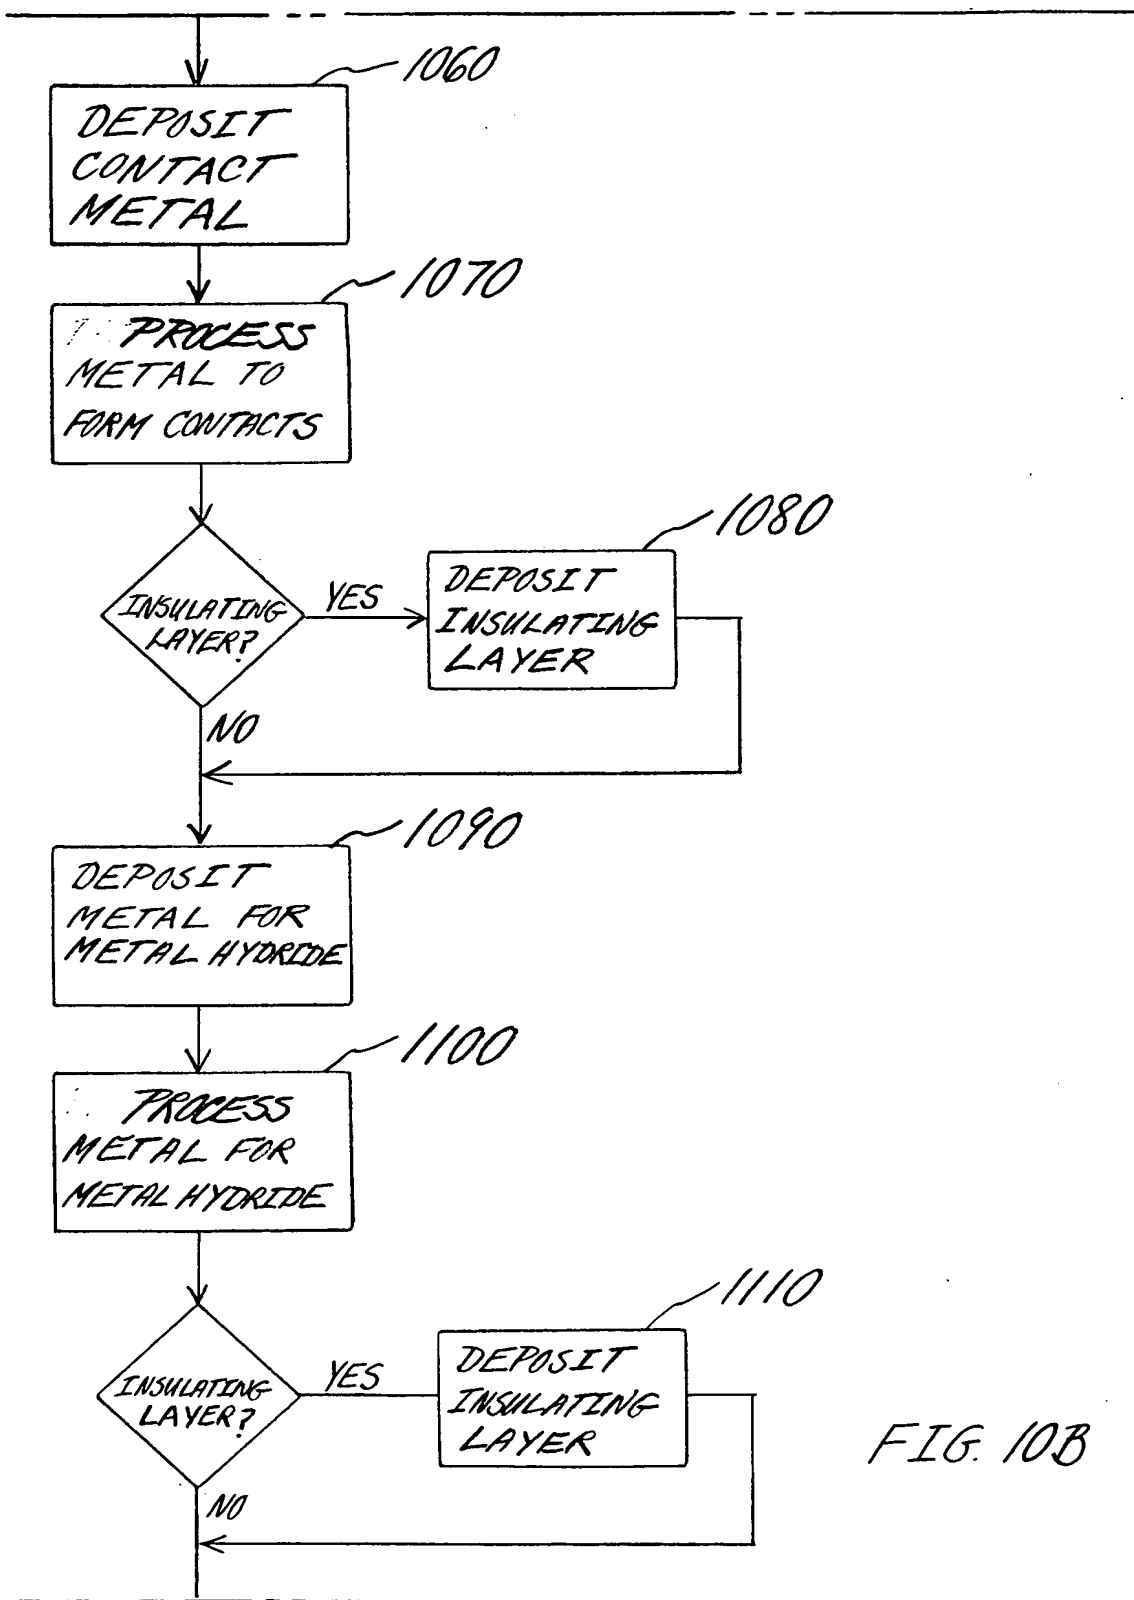 1060
DEPOSIT
CONTACT
METAL
1070
PROCESS
METAL TO
FORM CONTACTS
1080
INSULATING
LAYER?
YES
DEPOSIT
INSULATING
LAYER
NO
1090
DEPOSIT
METAL FOR
METAL HYDRIDE
1100
PROCESS
METAL FOR
METAL HYDRIDE
1110
INSULATING
LAYER?
YES
DEPOSIT
INSULATING
LAYER
NO
FIG. 10B